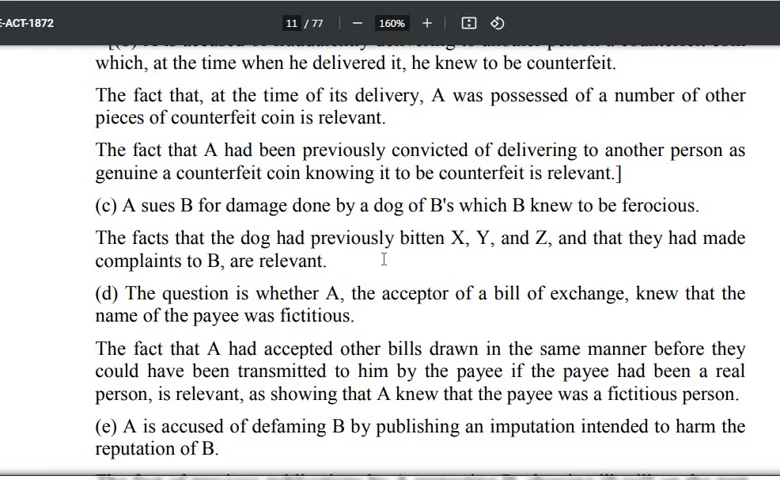 E-ACT-1872
11 / 77
160%
which, at the time when he delivered it, he knew to be counterfeit.
The fact that, at the time of its delivery, A was possessed of a number of other
pieces of counterfeit coin is relevant.
The fact that A had been previously convicted of delivering to another person as
genuine a counterfeit coin knowing it to be counterfeit is relevant.]
(c) A sues B for damage done by a dog of B's which B knew to be ferocious.
The facts that the dog had previously bitten X, Y, and Z, and that they had made
complaints to B, are relevant.
(d) The question is whether A, the acceptor of a bill of exchange, knew that the
name of the payee was fictitious.
The fact that A had accepted other bills drawn in the same manner before they
could have been transmitted to him by the payee if the payee had been a real
person, is relevant, as showing that A knew that the payee was a fictitious person.
(e) A is accused of defaming B by publishing an imputation intended to harm the
reputation of B.